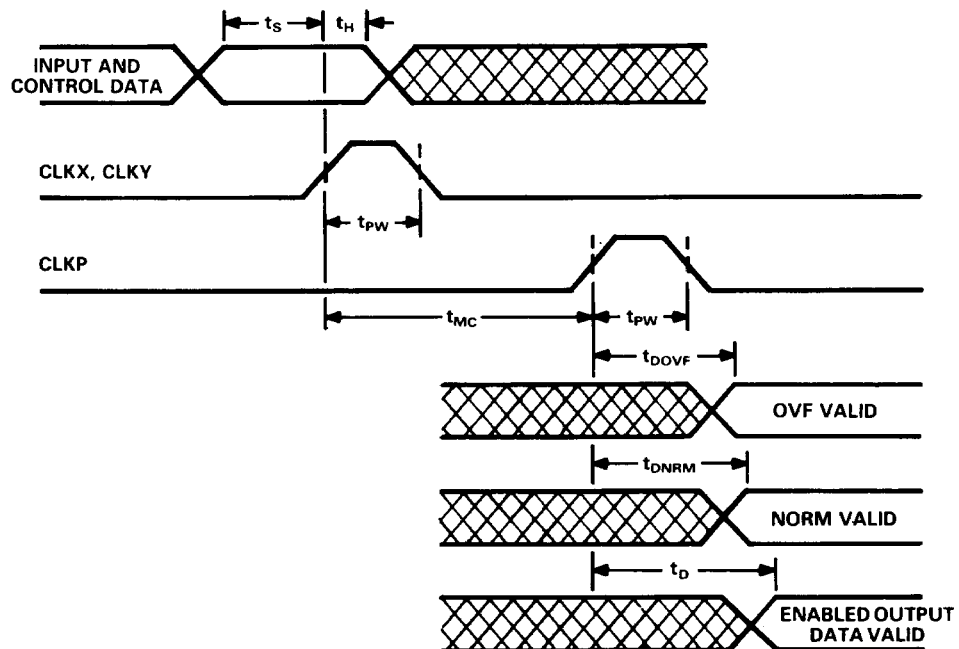 tS
tH
INPUT AND
CONTROL DATA
CLKX, CLKY
tPW
CLKP
tMC
tPW
tDOVF
OVF VALID
tDNRM
NORM VALID
tD
ENABLED OUTPUT
DATA VALID